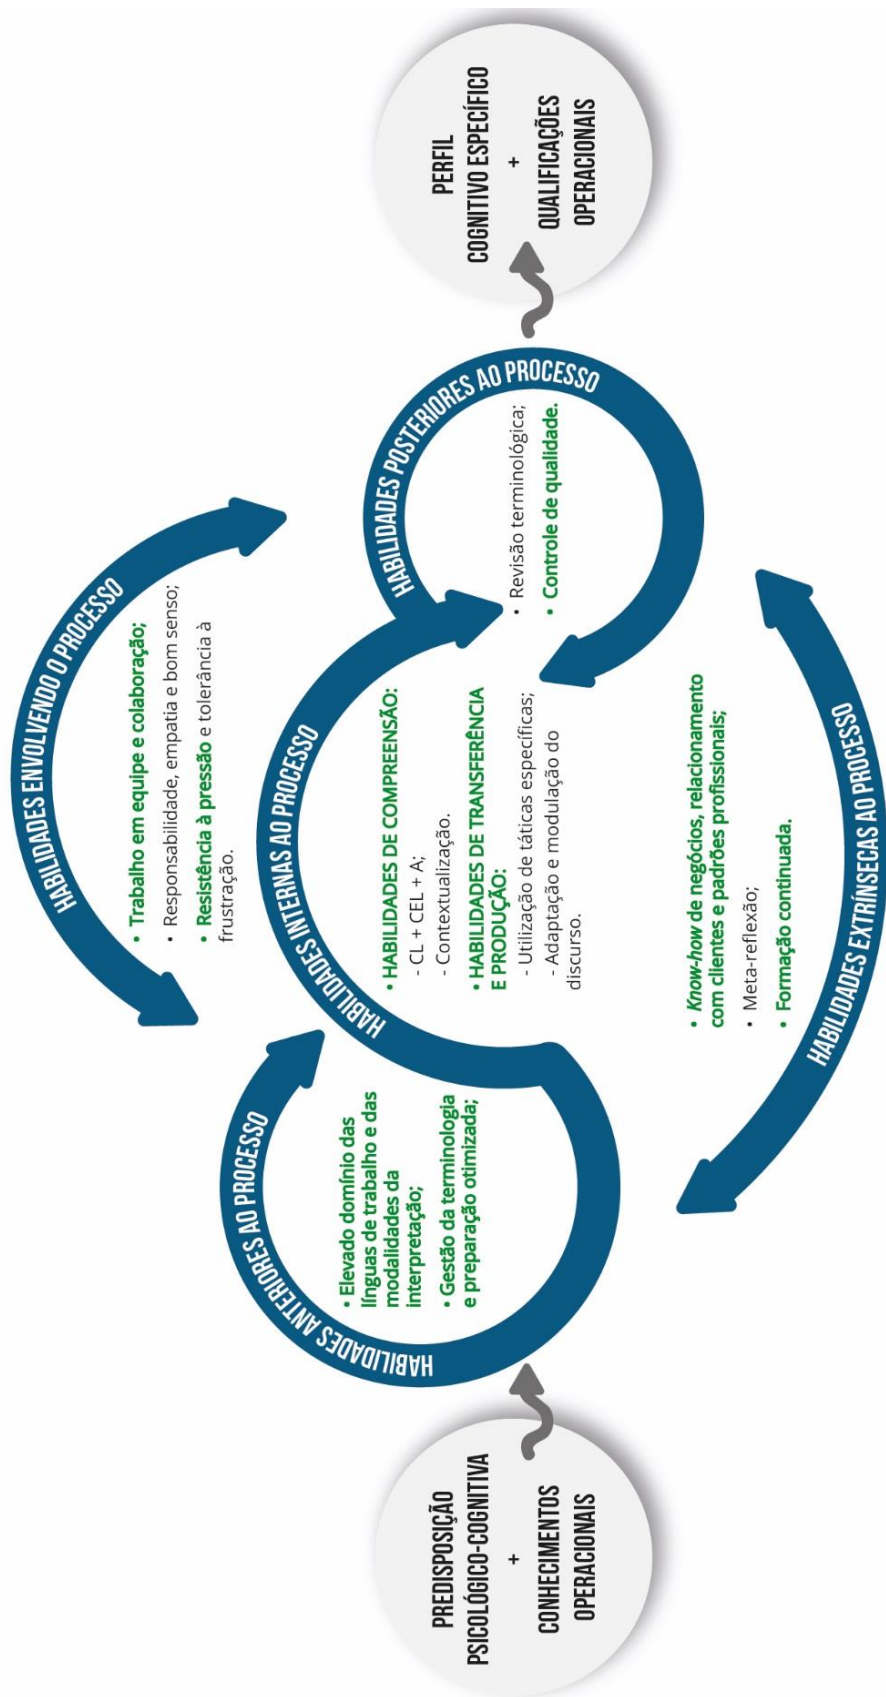 PREDISPOSIÇÃO
PSICOLÓGICO-COGNITIVA
+
CONHECIMENTOS
OPERACIONAIS
HABILIDADES ANTERIORES AO PROCESSO
• Elevado domínio das
línguas de trabalho e das
modalidades da
interpretação;
• Gestão da terminologia
e preparação otimizada;
HABILIDADES ENVOLVENDO O PROCESSO
• Trabalho em equipe e colaboração;
• Responsabilidade, empatia e bom senso;
• Resistência à pressão e tolerância à
frustração.
HABILIDADES INTERNAS AO PROCESSO
• HABILIDADES DE COMPREENSÃO:
- CL + CEL + A;
- Contextualização.
• HABILIDADES DE TRANSFERÊNCIA
E PRODUÇÃO:
- Utilização de táticas específicas;
- Adaptação e modulação do
discurso.
• Know-how de negócios, relacionamento
com clientes e padrões profissionais;
• Meta-reflexão;
• Formação continuada.
HABILIDADES EXTRÍNSECAS AO PROCESSO
HABILIDADES POSTERIORES AO PROCESSO
• Revisão terminológica;
• Controle de qualidade.
PERFIL
COGNITIVO ESPECÍFICO
+
QUALIFICAÇÕES
OPERACIONAIS